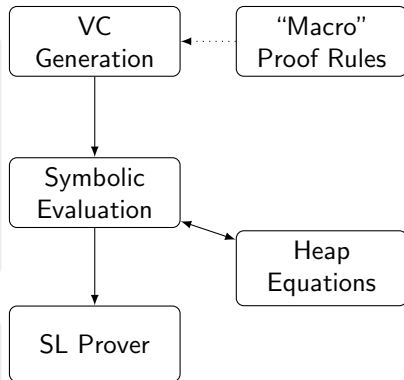 VC
Generation
“Macro”
Proof Rules
Symbolic
Evaluation
Heap
Equations
SL Prover